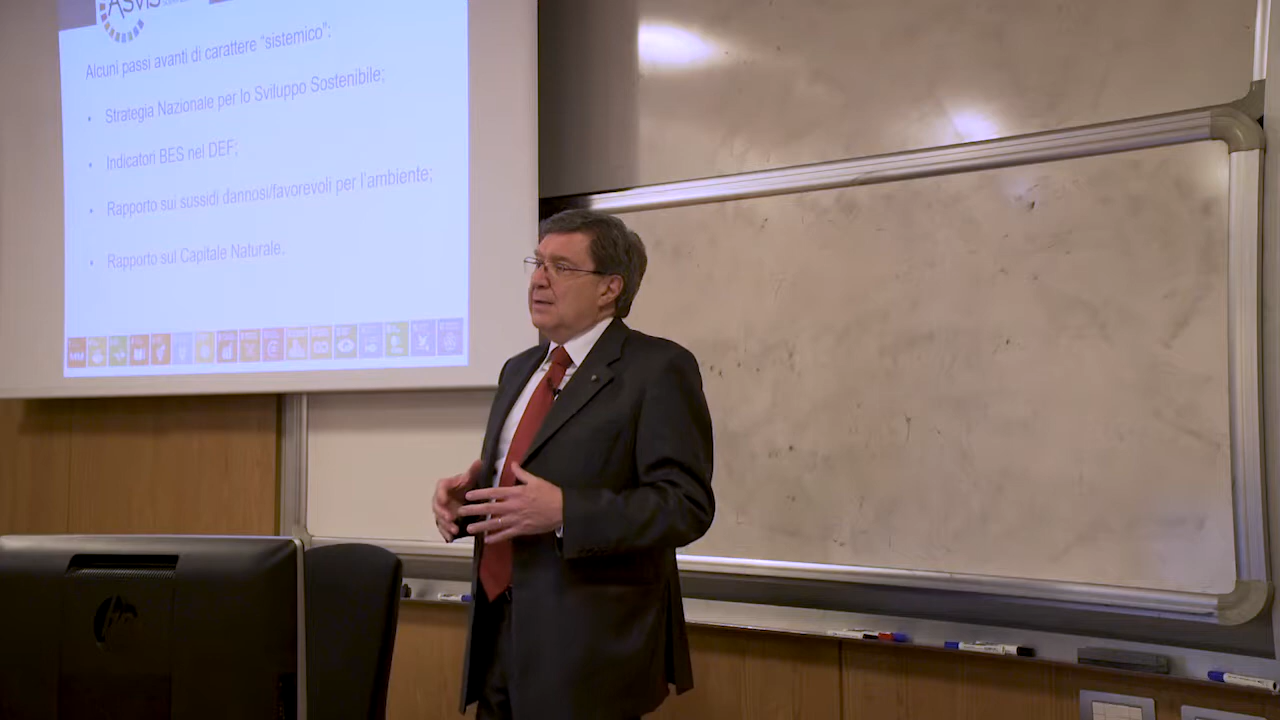 ASviS
Alcuni passi avanti di carattere “sistemico”:
• Strategia Nazionale per lo Sviluppo Sostenibile;
• Indicatori BES nel DEF;
• Rapporto sui sussidi dannosi/favorevoli per l’ambiente;
• Rapporto sul Capitale Naturale.
hp